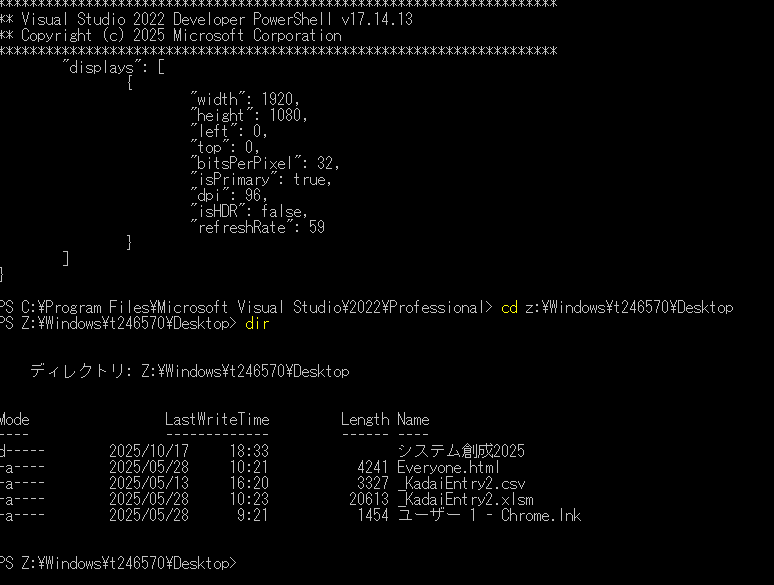 **********************************************************************
** Visual Studio 2022 Developer PowerShell v17.14.13
** Copyright (c) 2025 Microsoft Corporation
**********************************************************************
"displays": [
{
"width": 1920,
"height": 1080,
"left": 0,
"top": 0,
"bitsPerPixel": 32,
"isPrimary": true,
"dpi": 96,
"isHDR": false,
"refreshRate": 59
}
]
}
PS C:¥Program Files¥Microsoft Visual Studio¥2022¥Professional> cd z:¥Windows¥t246570¥Desktop
PS Z:¥Windows¥t246570¥Desktop> dir
ディレクトリ: Z:¥Windows¥t246570¥Desktop
Mode LastWriteTime Length Name
---- ------------- ------ ----
d----- 2025/10/17 18:33 システム創成2025
-a---- 2025/05/28 10:21 4241 Everyone.html
-a---- 2025/05/13 16:20 3327 _KadaiEntry2.csv
-a---- 2025/05/28 10:23 20613 _KadaiEntry2.xlsm
-a---- 2025/05/28 9:21 1454 ユーザー 1 - Chrome.lnk
PS Z:¥Windows¥t246570¥Desktop>